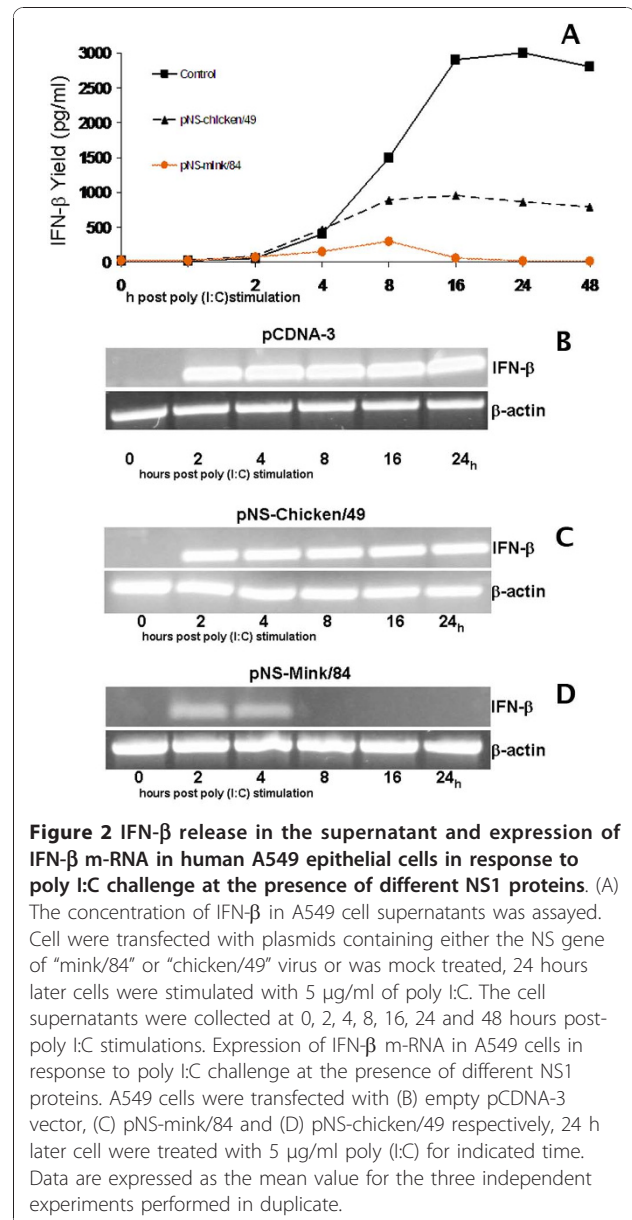 A
3000
2500
2000
1500
1000
500
0
IFN-β Yield (pg/ml)
Control
pNS-chicken/49
pNS-mink/84
0 2 4 8 16 24 48
h post poly (I:C)stimulation
pCDNA-3
B
IFN-β
β-actin
0 2 4 8 16 24h
hours post poly (I:C) stimulation
pNS-Chicken/49
C
IFN-β
β-actin
0 2 4 8 16 24h
hours post poly (I:C) stimulation
pNS-Mink/84
D
IFN-β
β-actin
0 2 4 8 16 24h
hours post poly (I:C) stimulation
Figure 2 IFN-β release in the supernatant and expression of
IFN-β m-RNA in human A549 epithelial cells in response to
poly I:C challenge at the presence of different NS1 proteins. (A)
The concentration of IFN-β in A549 cell supernatants was assayed.
Cell were transfected with plasmids containing either the NS gene
of "mink/84" or "chicken/49" virus or was mock treated, 24 hours
later cells were stimulated with 5 μg/ml of poly I:C. The cell
supernatants were collected at 0, 2, 4, 8, 16, 24 and 48 hours post-
poly I:C stimulations. Expression of IFN-β m-RNA in A549 cells in
response to poly I:C challenge at the presence of different NS1
proteins. A549 cells were transfected with (B) empty pCDNA-3
vector, (C) pNS-mink/84 and (D) pNS-chicken/49 respectively, 24 h
later cell were treated with 5 μg/ml poly (I:C) for indicated time.
Data are expressed as the mean value for the three independent
experiments performed in duplicate.